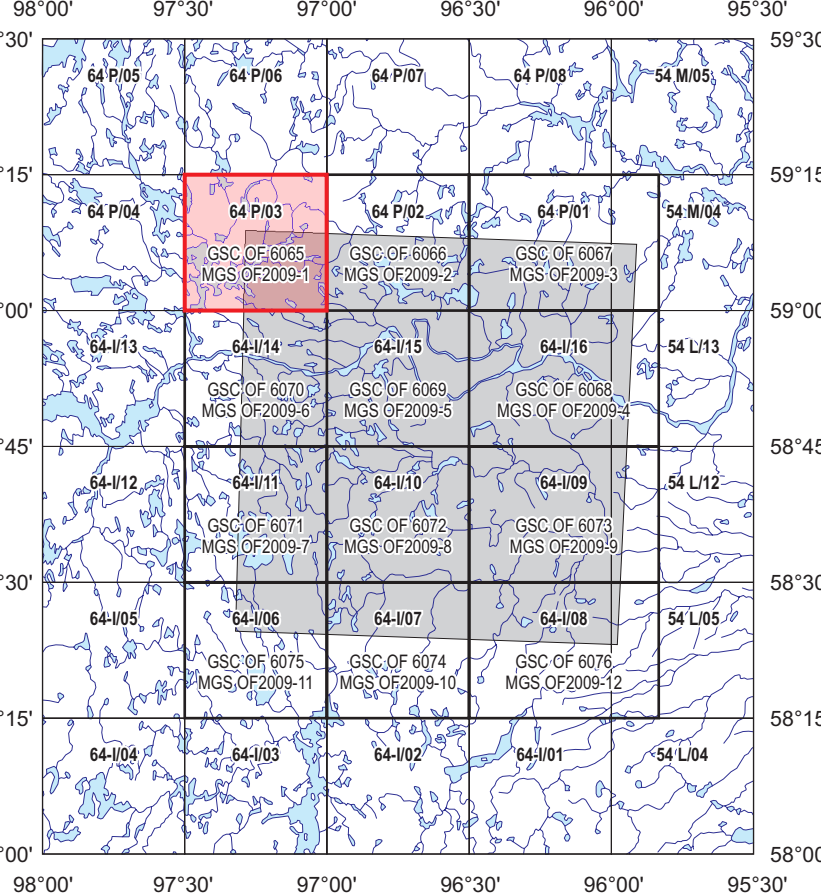 98°00' 97°30' 97°00' 96°30' 96°00' 95°30'
°30' 59°30
64 P/05 64 P/06 64 P/07 64 P/08 54 M/05
°15' 59°15
64 P/04 64 P/03 64 P/02 64 P/01 54 M/04
GSC OF 6065 GSC OF 6066 GSC OF 6067
MGS OF2009-1 MGS OF2009-2 MGS OF2009-3
°00' 59°00
64-I/13 64-I/14 64-I/15 64-I/16 54 L/13
GSC OF 6070 GSC OF 6069 GSC OF 6068
MGS OF2009-6 MGS OF2009-5 MGS OF OF2009-4
°45' 58°45
64-I/12 64-I/11 64-I/10 64-I/09 54 L/12
GSC OF 6071 GSC OF 6072 GSC OF 6073
MGS OF2009-7 MGS OF2009-8 MGS OF2009-9
°30' 58°30
64-I/05 64-I/06 64-I/07 64-I/08 54 L/05
GSC OF 6075 GSC OF 6074 GSC OF 6076
MGS OF2009-11 MGS OF2009-10 MGS OF2009-12
°15' 58°15
64-I/04 64-I/03 64-I/02 64-I/01 54 L/04
°00' 58°00
98°00' 97°30' 97°00' 96°30' 96°00' 95°30'